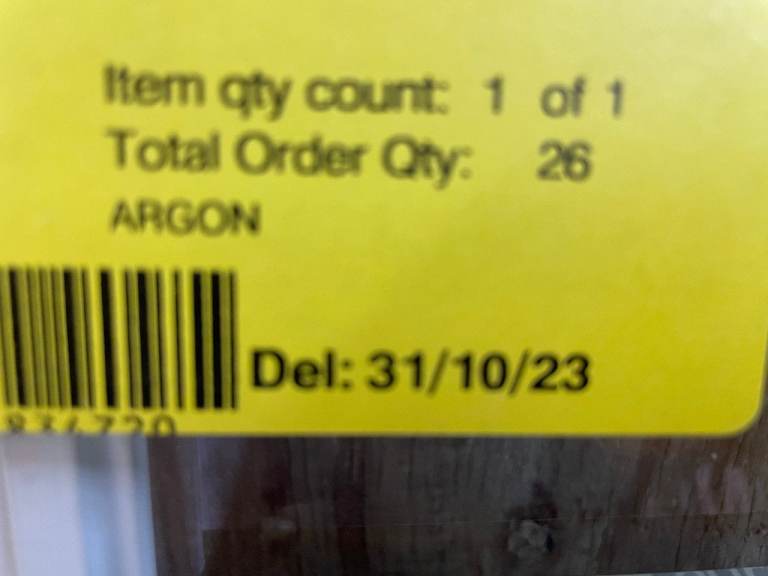 Item qty count: 1 of 1
Total Order Qty: 26
ARGON
Del: 31/10/23